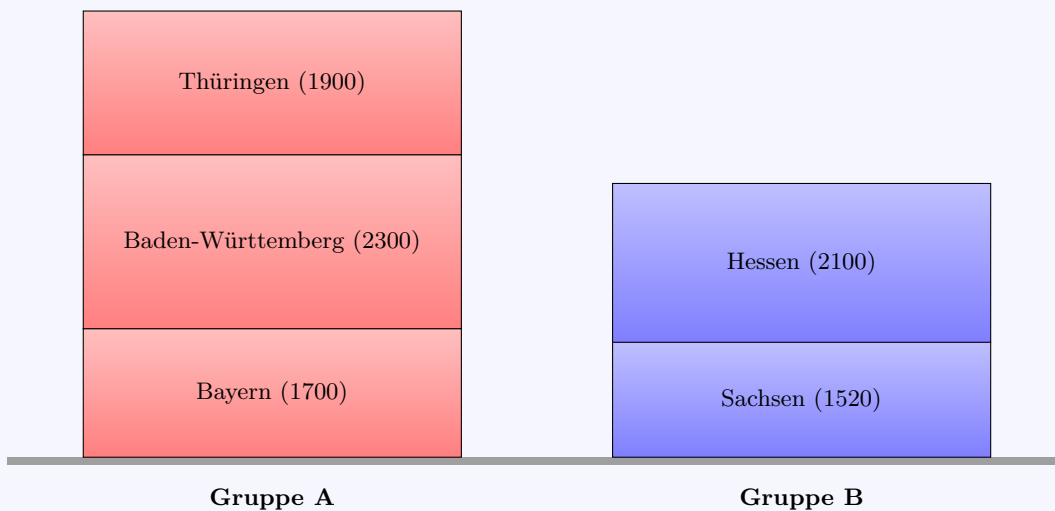 Thüringen (1900)
Baden-Württemberg (2300)
Bayern (1700)
Hessen (2100)
Sachsen (1520)
Gruppe A
Gruppe B